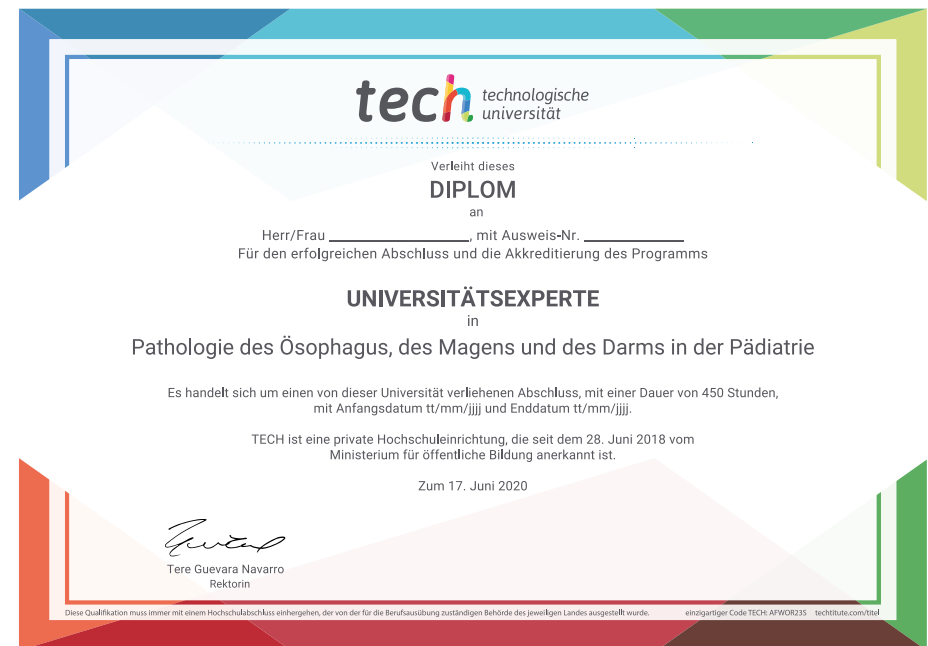 tech technologische
universität
Verleiht dieses
DIPLOM
an
Herr/Frau ____________________, mit Ausweis-Nr. ______________
Für den erfolgreichen Abschluss und die Akkreditierung des Programms
UNIVERSITÄTSEXPERTE
in
Pathologie des Ösophagus, des Magens und des Darms in der Pädiatrie
Es handelt sich um einen von dieser Universität verliehenen Abschluss, mit einer Dauer von 450 Stunden,
mit Anfangsdatum tt/mm/jjjj und Enddatum tt/mm/jjjj.
TECH ist eine private Hochschuleinrichtung, die seit dem 28. Juni 2018 vom
Ministerium für öffentliche Bildung anerkannt ist.
Zum 17. Juni 2020
Tere Guevara Navarro
Rektorin
Diese Qualifikation muss immer mit einem Hochschulabschluss einhergehen, der von der für die Berufsausübung zuständigen Behörde des jeweiligen Landes ausgestellt wurde. einzigartiger Code TECH: AFWOR23S techtitute.com/titel